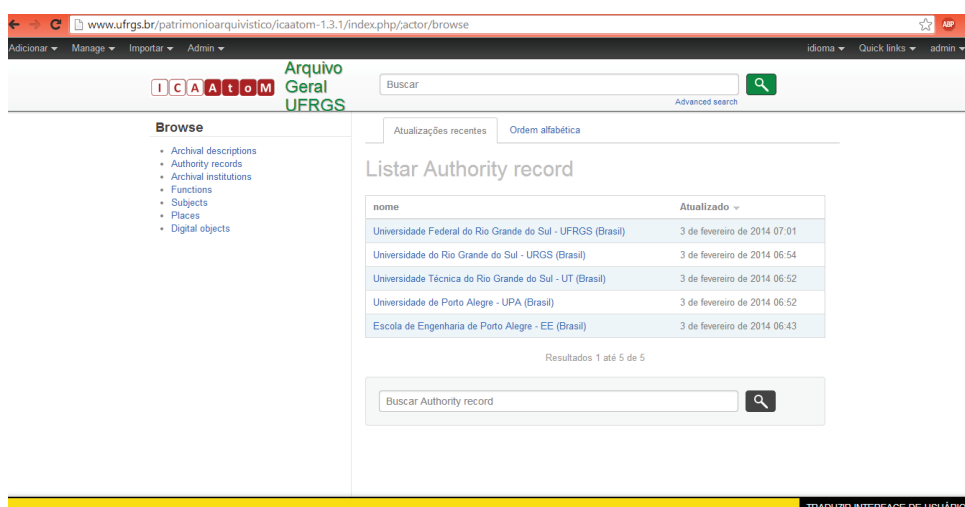 www.ufrgs.br/patrimonioarquivistico/icaatom-1.3.1/index.php/;actor/browse
ABP
Adicionar Manage Importar Admin idioma Quick links admin
ICAAtoM
Arquivo
Geral
UFRGS
Buscar
Advanced search
Browse
Archival descriptions
Authority records
Archival institutions
Functions
Subjects
Places
Digital objects
Atualizações recentes Ordem alfabética
Listar Authority record
nome Atualizado
Universidade Federal do Rio Grande do Sul - UFRGS (Brasil) 3 de fevereiro de 2014 07:01
Universidade do Rio Grande do Sul - URGS (Brasil) 3 de fevereiro de 2014 06:54
Universidade Técnica do Rio Grande do Sul - UT (Brasil) 3 de fevereiro de 2014 06:52
Universidade de Porto Alegre - UPA (Brasil) 3 de fevereiro de 2014 06:52
Escola de Engenharia de Porto Alegre - EE (Brasil) 3 de fevereiro de 2014 06:43
Resultados 1 até 5 de 5
Buscar Authority record
TRADUZIR INTERFACE DE USUÁRIO